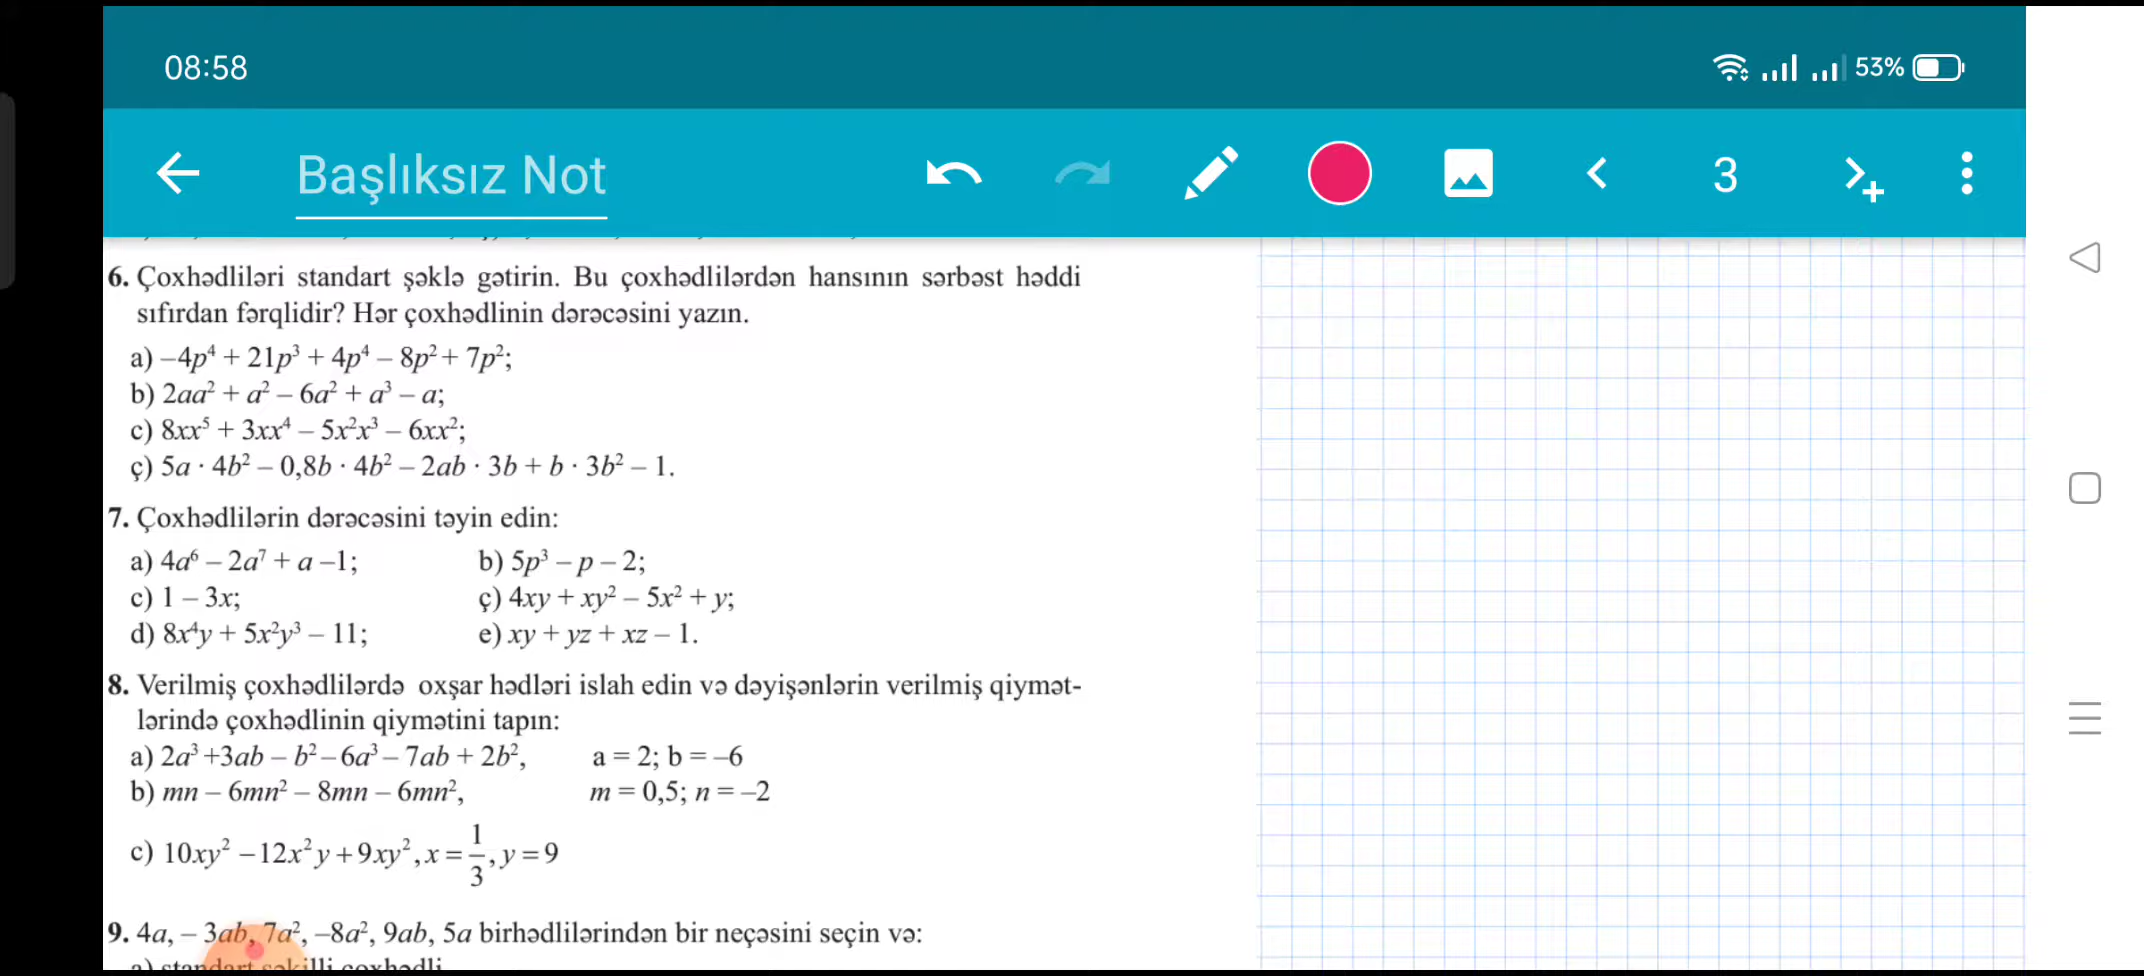 08:58
53%
Başlıksız Not
3
6. Çoxhədliləri standart şəklə gətirin. Bu çoxhədlilərdən hansının sərbəst həddi
sıfırdan fərqlidir? Hər çoxhədlinin dərəcəsini yazın.
a) –4p⁴ + 21p³ + 4p⁴ – 8p² + 7p²;
b) 2aa² + a² – 6a² + a³ – a;
c) 8xx⁵ + 3xx⁴ – 5x²x³ – 6xx²;
ç) 5a · 4b² – 0,8b · 4b² – 2ab · 3b + b · 3b² – 1.
7. Çoxhədlilərin dərəcəsini təyin edin:
a) 4a⁶ – 2a⁷ + a –1; b) 5p³ – p – 2;
c) 1 – 3x; ç) 4xy + xy² – 5x² + y;
d) 8x⁴y + 5x²y³ – 11; e) xy + yz + xz – 1.
8. Verilmiş çoxhədlilərdə oxşar hədləri islah edin və dəyişənlərin verilmiş qiymət-
lərində çoxhədlinin qiymətini tapın:
a) 2a³ +3ab – b² – 6a³ – 7ab + 2b², a = 2; b = –6
b) mn – 6mn² – 8mn – 6mn², m = 0,5; n = –2
c) 10xy² –12x²y + 9xy², x = 1/3, y = 9
9. 4a, – 3ab, 7a², –8a², 9ab, 5a birhədlilərindən bir neçəsini seçin və:
a) standart şəkilli çoxhədli